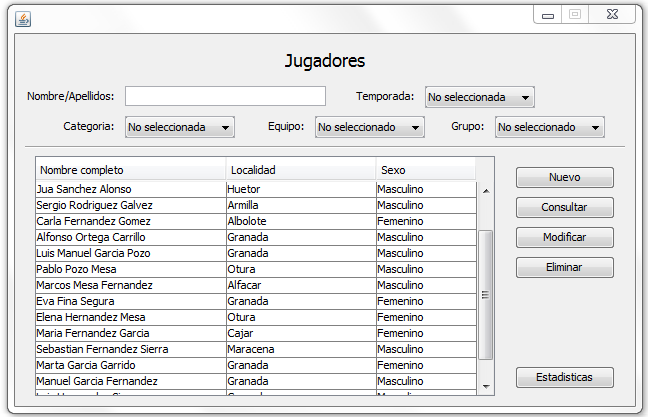 Jugadores
Nombre/Apellidos: Temporada: No seleccionada
Categoria: No seleccionada Equipo: No seleccionado Grupo: No seleccionado
Nombre completo Localidad Sexo
Jua Sanchez Alonso Huetor Masculino
Sergio Rodriguez Galvez Armilla Masculino
Carla Fernandez Gomez Albolote Femenino
Alfonso Ortega Carrillo Granada Masculino
Luis Manuel Garcia Pozo Granada Masculino
Pablo Pozo Mesa Otura Masculino
Marcos Mesa Fernandez Alfacar Masculino
Eva Fina Segura Granada Femenino
Elena Hernandez Mesa Otura Femenino
Maria Fernandez Garcia Cajar Femenino
Sebastian Fernandez Sierra Maracena Masculino
Marta Garcia Garrido Granada Femenino
Manuel Garcia Fernandez Granada Masculino
Nuevo
Consultar
Modificar
Eliminar
Estadisticas